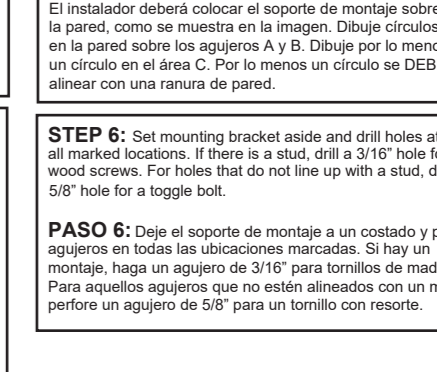 El instalador deberá colocar el soporte de montaje sobre
la pared, como se muestra en la imagen. Dibuje círculos
en la pared sobre los agujeros A y B. Dibuje por lo
un círculo en el área C. Por lo menos un círculo se
alinear con una ranura de pared.
STEP 6: Set mounting bracket aside and drill holes
all marked locations. If there is a stud, drill a 3/16” hole
wood screws. For holes that do not line up with a stud,
5/8” hole for a toggle bolt.
PASO 6: Deje el soporte de montaje a un costado y
agujeros en todas las ubicaciones marcadas. Si hay un
montaje, haga un agujero de 3/16” para tornillos de
Para aquellos agujeros que no estén alineados con un
perfore un agujero de 5/8” para un tornillo con resorte.